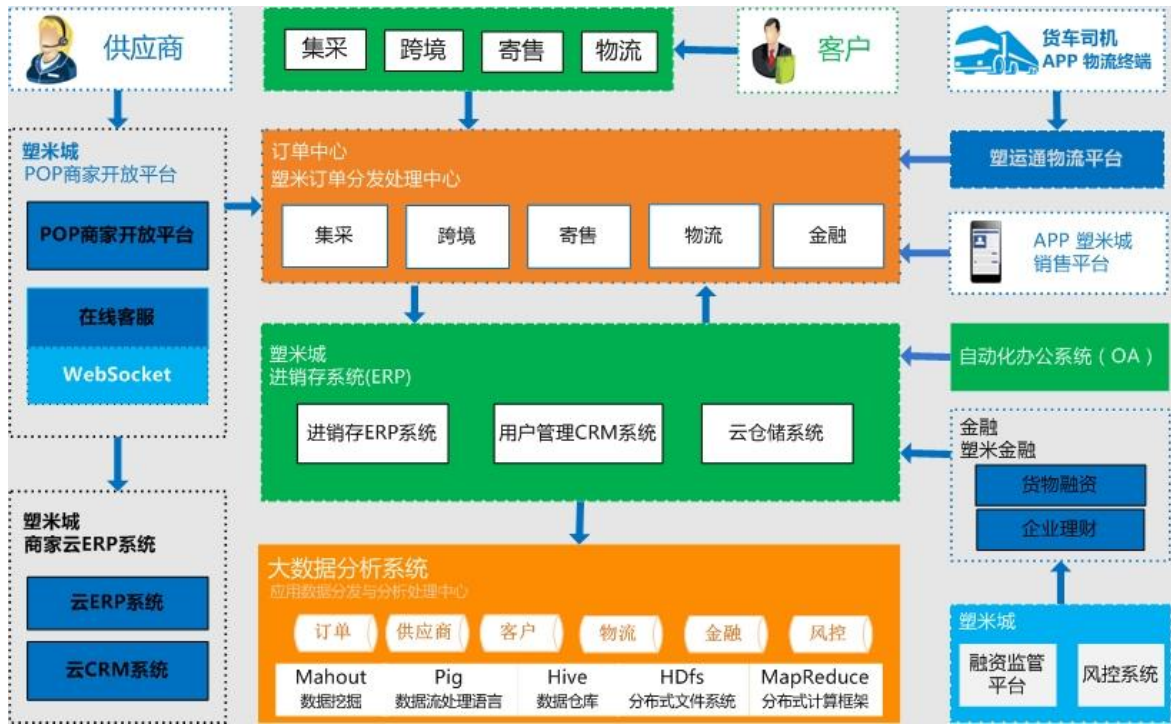 供应商
集采
跨境
寄售
物流
客户
货车司机
APP 物流终端
塑米城
POP商家开放平台
POP商家开放平台
在线客服
WebSocket
订单中心
塑米订单分发处理中心
集采
跨境
寄售
物流
金融
塑运通物流平台
APP 塑米城
销售平台
塑米城
进销存系统(ERP)
进销存ERP系统
用户管理CRM系统
云仓储系统
自动化办公系统（OA）
金融
塑米金融
货物融资
企业理财
塑米城
商家云ERP系统
云ERP系统
云CRM系统
大数据分析系统
应用数据分发与分析处理中心
订单
供应商
客户
物流
金融
风控
Mahout
数据挖掘
Pig
数据流处理语言
Hive
数据仓库
HDfs
分布式文件系统
MapReduce
分布式计算框架
塑米城
融资监管
平台
风控系统